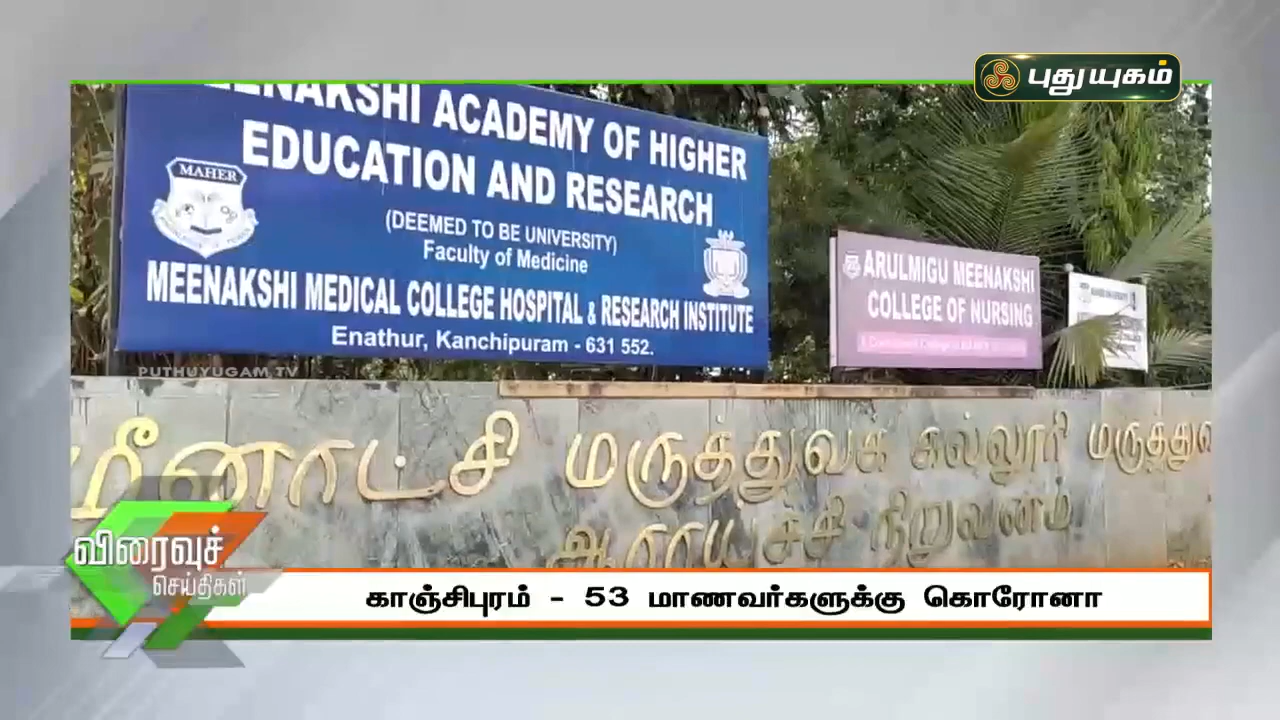 புதுயுகம்
ACADEMY OF HIGHER
EDUCATION AND RESEARCH
MAHER
(DEEMED TO BE UNIVERSITY)
Faculty of Medicine
MEENAKSHI MEDICAL COLLEGE HOSPITAL & RESEARCH INSTITUTE
Enathur, Kanchipuram - 631 552.
ARULMIGU MEENAKSHI
COLLEGE OF NURSING
PUTHUYUGAM TV
மீனாட்சி மருத்துவக் கல்லூரி
ஆராய்ச்சி நிறுவனம்
விரைவுச்
செய்திகள்
காஞ்சிபுரம் - 53 மாணவர்களுக்கு கொரோனா